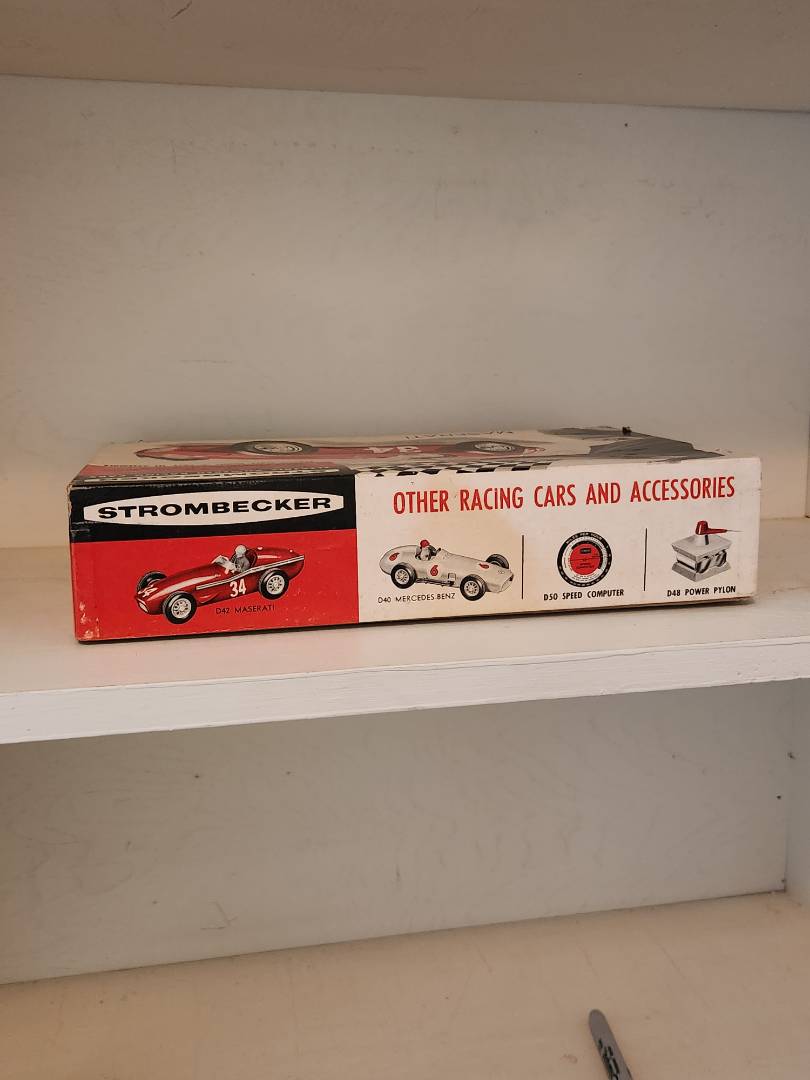 STROMBECKER
OTHER RACING CARS AND ACCESSORIES
34
34
D42 MASERATI
6
D40 MERCEDES-BENZ
D50 SPEED COMPUTER
D48 POWER PYLON